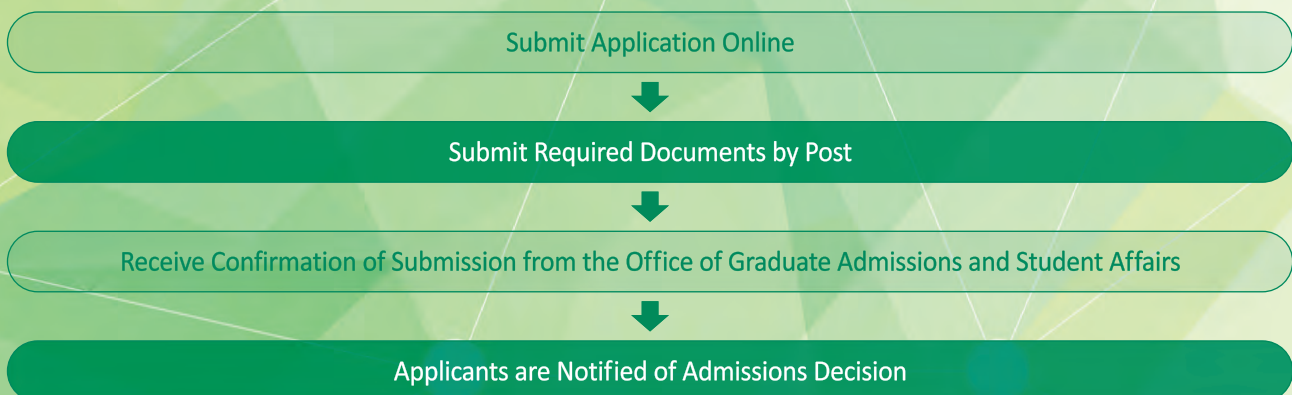 Submit Application Online
Submit Required Documents by Post
Receive Confirmation of Submission from the Office of Graduate Admissions and Student Affairs
Applicants are Notified of Admissions Decision